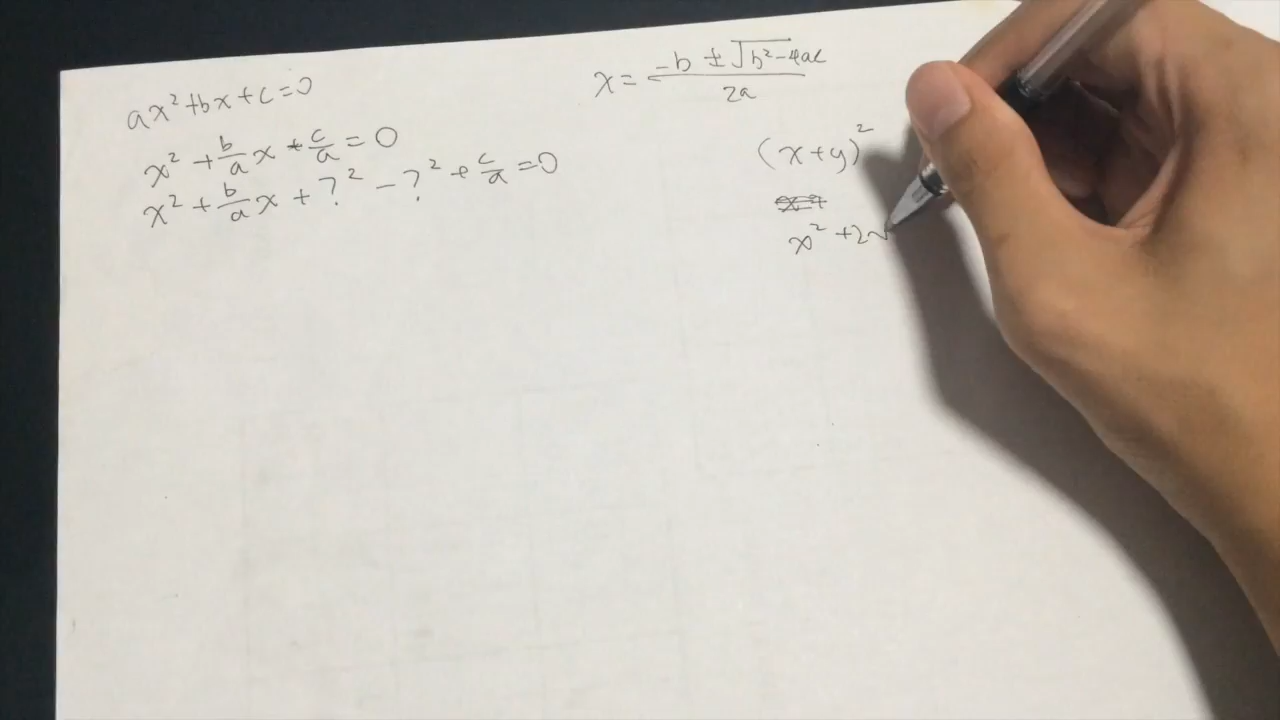 ax² + bx + c = 0
x² + b/a x + c/a = 0
x² + b/a x + ?² - ?² + c/a = 0
x = -b ± √b² - 4ac / 2a
(x + y)²
x² + 2